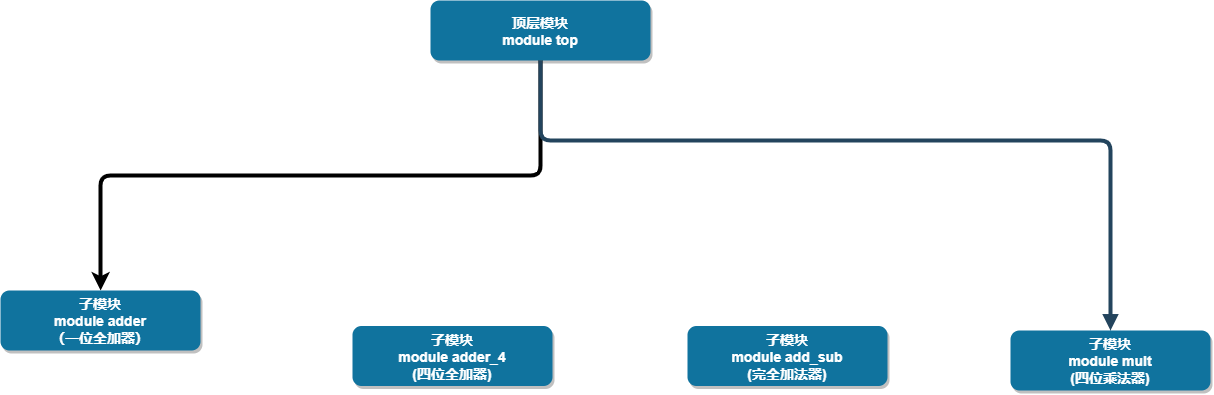 顶层模块
module top
子模块
module adder
(一位全加器)
子模块
module adder_4
(四位全加器)
子模块
module add_sub
(完全加法器)
子模块
module mult
(四位乘法器)